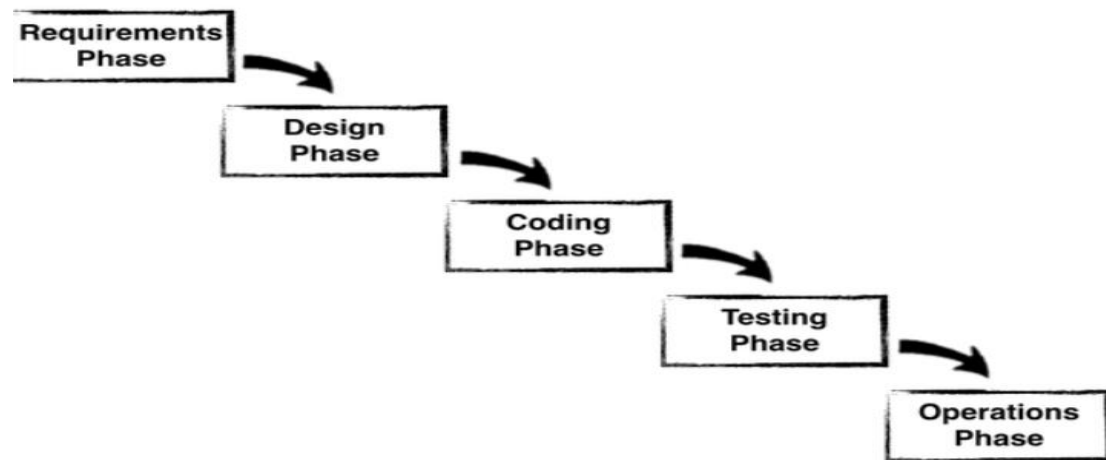 Requirements
Phase
Design
Phase
Coding
Phase
Testing
Phase
Operations
Phase